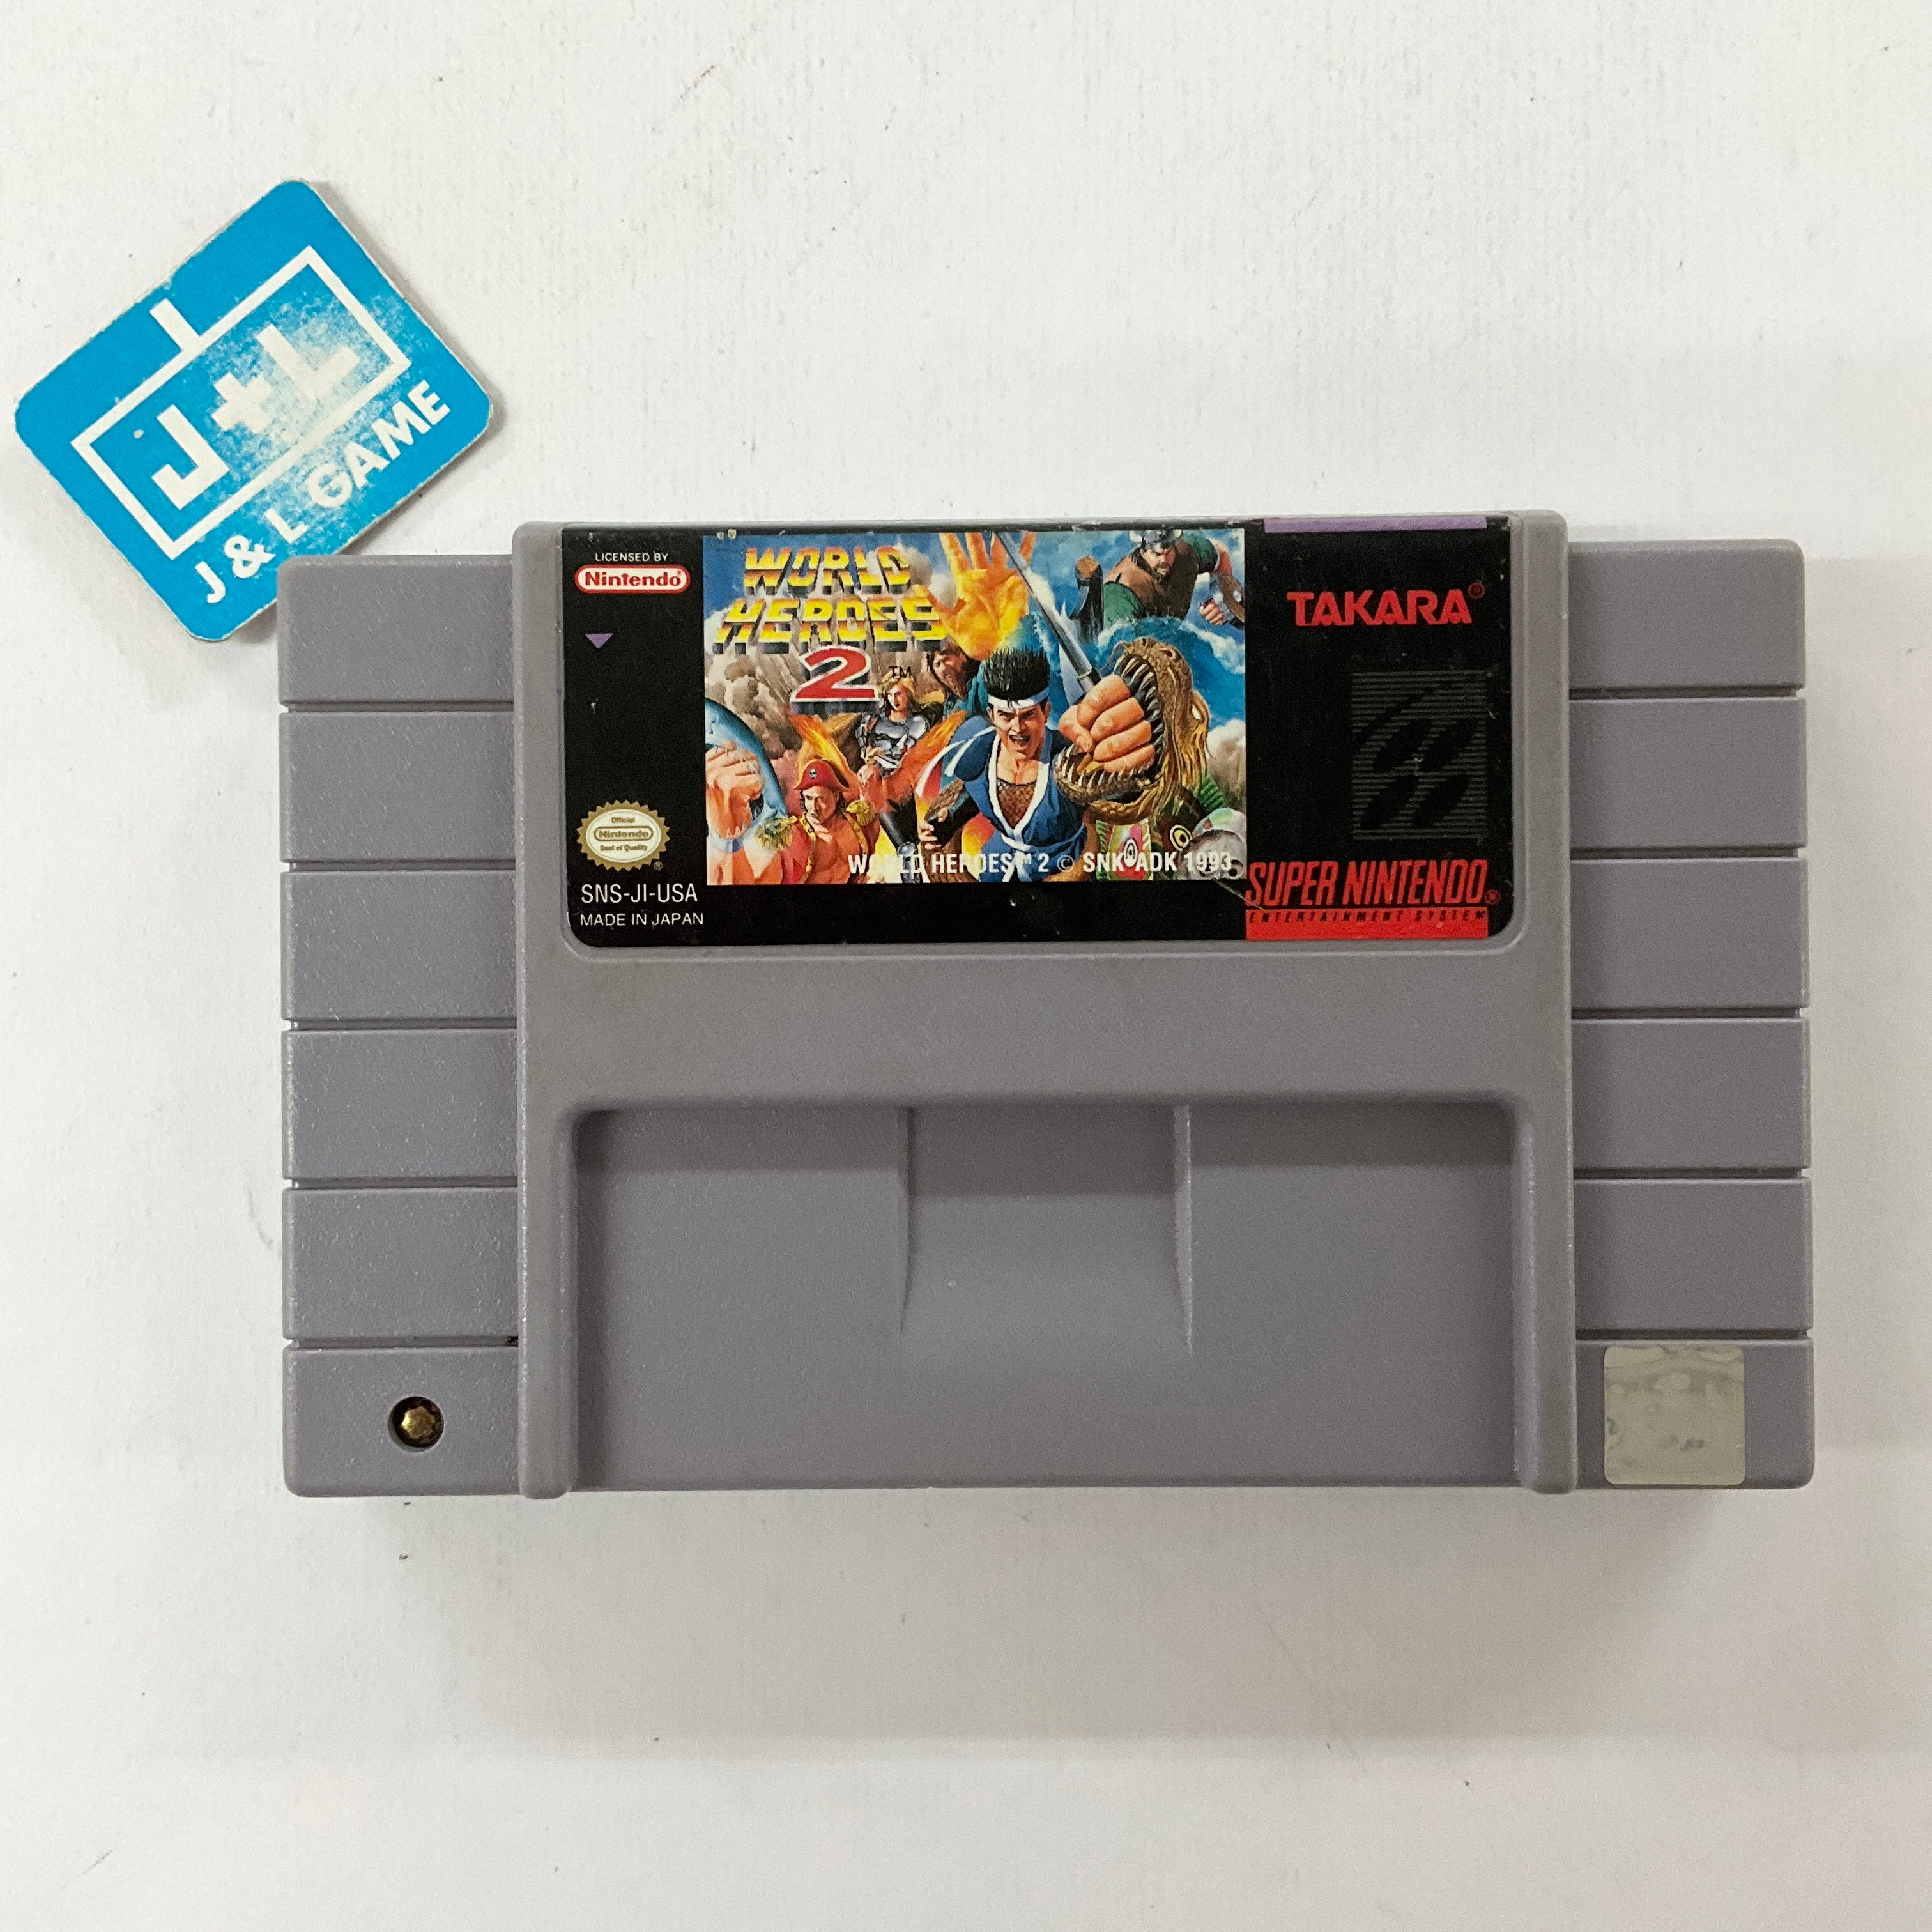 J+L
J & L GAME
LICENSED BY
Nintendo®
WORLD
HEROES
2 ™
TAKARA®
Official
Nintendo
Seal of Quality
®
WORLD HEROES™ 2 © SNK·ADK 1993
SNS-JI-USA
MADE IN JAPAN
SUPER NINTENDO®
ENTERTAINMENT SYSTEM